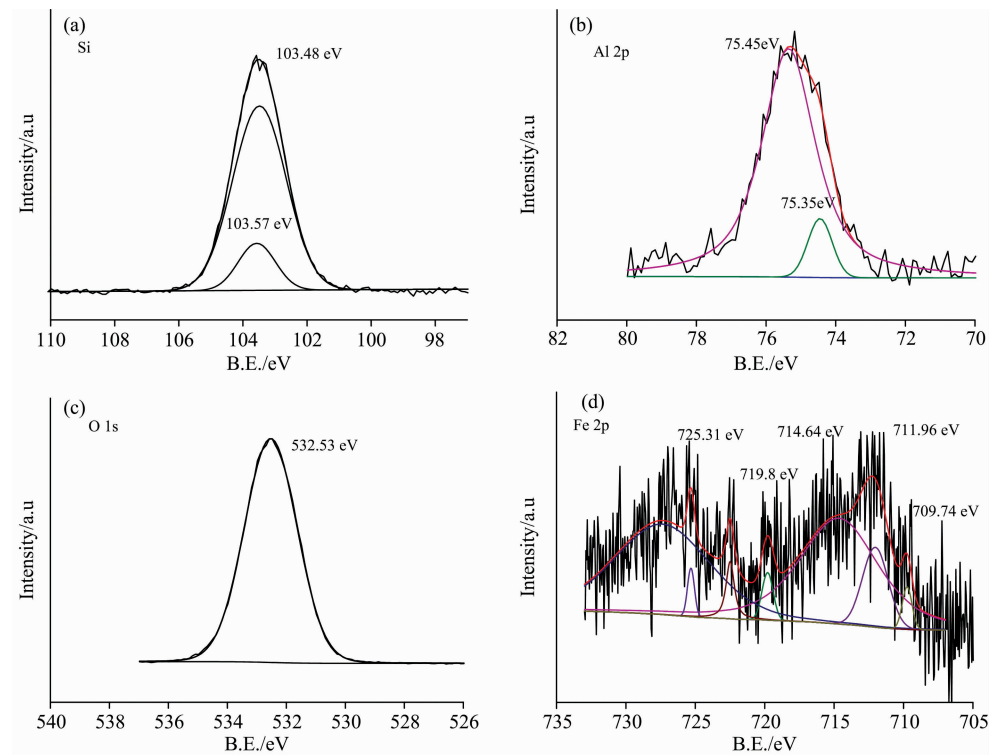 (a)
Si
103.48 eV
103.57 eV
Intensity/a.u
110 108 106 104 102 100 98
B.E./eV
(b)
Al 2p
75.45eV
75.35eV
Intensity/a.u
82 80 78 76 74 72 70
B.E./eV
(c)
O 1s
532.53 eV
Intensity/a.u
540 538 536 534 532 530 528 526
B.E./eV
(d)
Fe 2p
725.31 eV
714.64 eV
711.96 eV
719.8 eV
709.74 eV
Intensity/a.u
735 730 725 720 715 710 705
B.E./eV